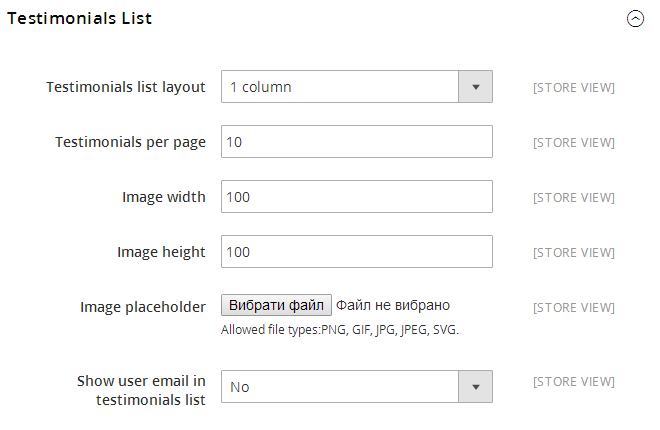 Testimonials List
Testimonials list layout 1 column [STORE VIEW]
Testimonials per page 10 [STORE VIEW]
Image width 100 [STORE VIEW]
Image height 100 [STORE VIEW]
Image placeholder Вибрати файл Файл не вибрано [STORE VIEW]
Allowed file types:PNG, GIF, JPG, JPEG, SVG.
Show user email in No [STORE VIEW]
testimonials list